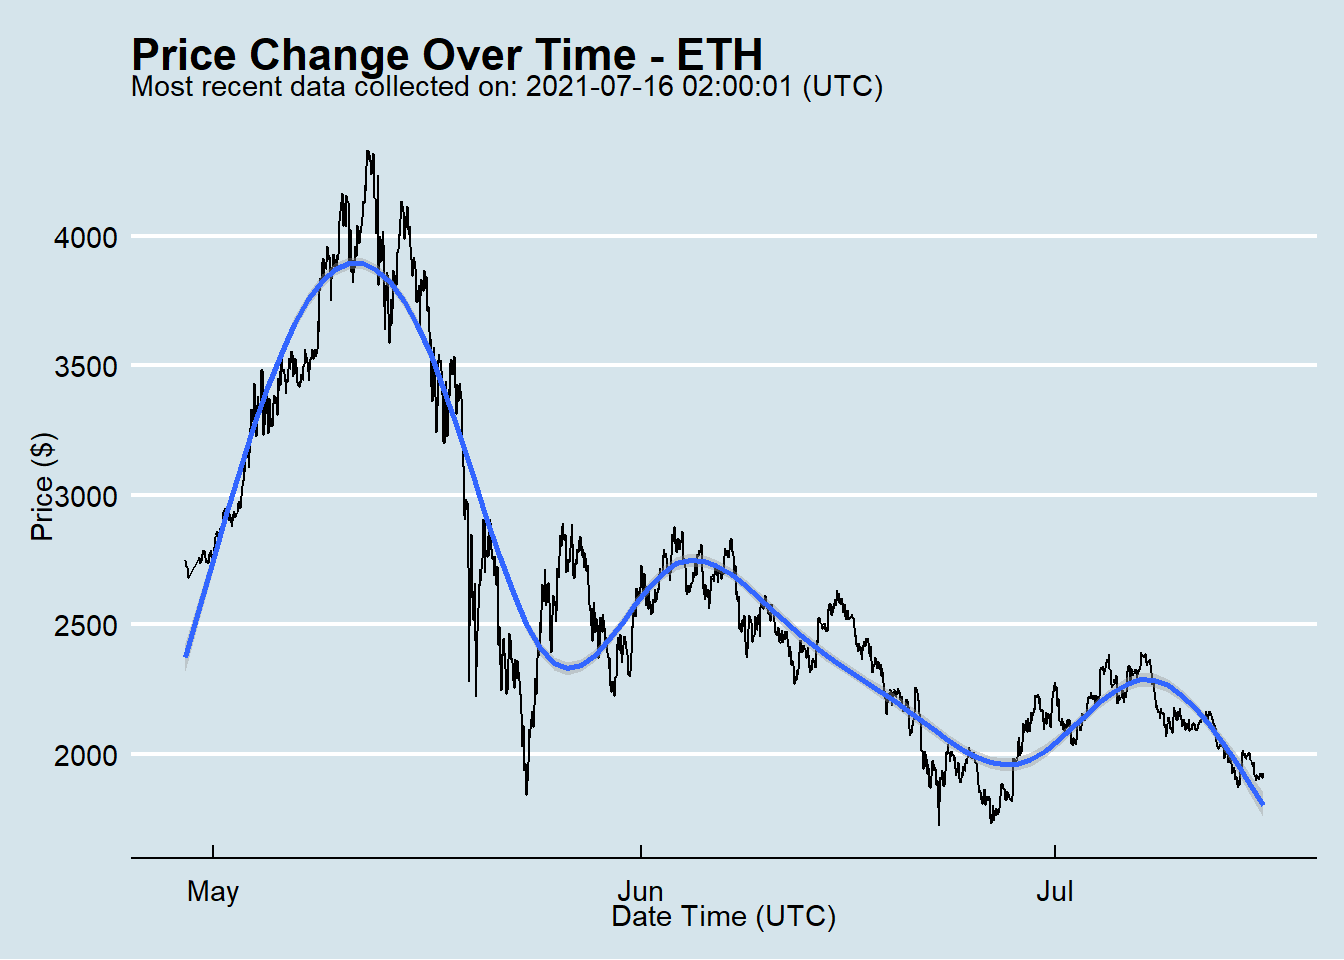 Price Change Over Time - ETH
Most recent data collected on: 2021-07-16 02:00:01 (UTC)
Price ($)
4000
3500
3000
2500
2000
May Jun Jul
Date Time (UTC)